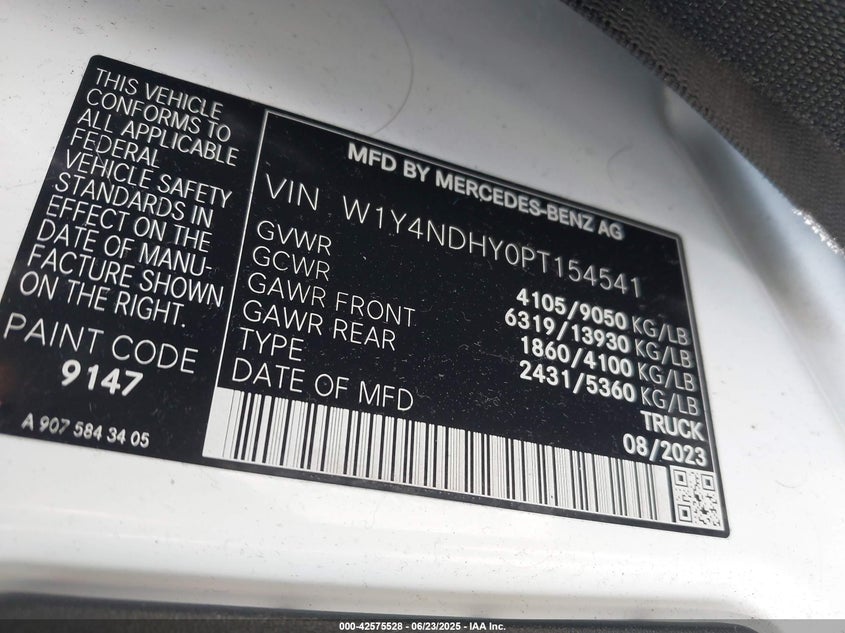 THIS VEHICLE
CONFORMS TO
ALL APPLICABLE
FEDERAL
VEHICLE SAFETY
STANDARDS IN
EFFECT ON THE
DATE OF MANU-
FACTURE SHOWN
ON THE RIGHT.
PAINT CODE
9147
A 907 584 34 05
MFD BY MERCEDES-BENZ AG
VIN W1Y4NDHY0PT154541
GVWR 4105/9050 KG/LB
GCWR 6319/13930 KG/LB
GAWR FRONT 1860/4100 KG/LB
GAWR REAR 2431/5360 KG/LB
TYPE TRUCK
DATE OF MFD 08/2023
000-42575528 - 06/23/2025 - IAA Inc.